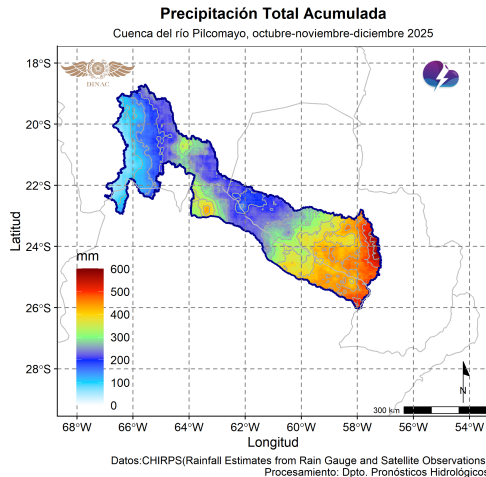 Precipitación Total Acumulada
Cuenca del río Pilcomayo, octubre-noviembre-diciembre 2025
DINAC
18°S
20°S
22°S
24°S
26°S
28°S
Latitud
mm
600
500
400
300
200
100
0
N
300 km
68°W
66°W
64°W
62°W
60°W
58°W
56°W
54°W
Longitud
Datos:CHIRPS(Rainfall Estimates from Rain Gauge and Satellite Observations
Procesamiento: Dpto. Pronósticos Hidrológicos